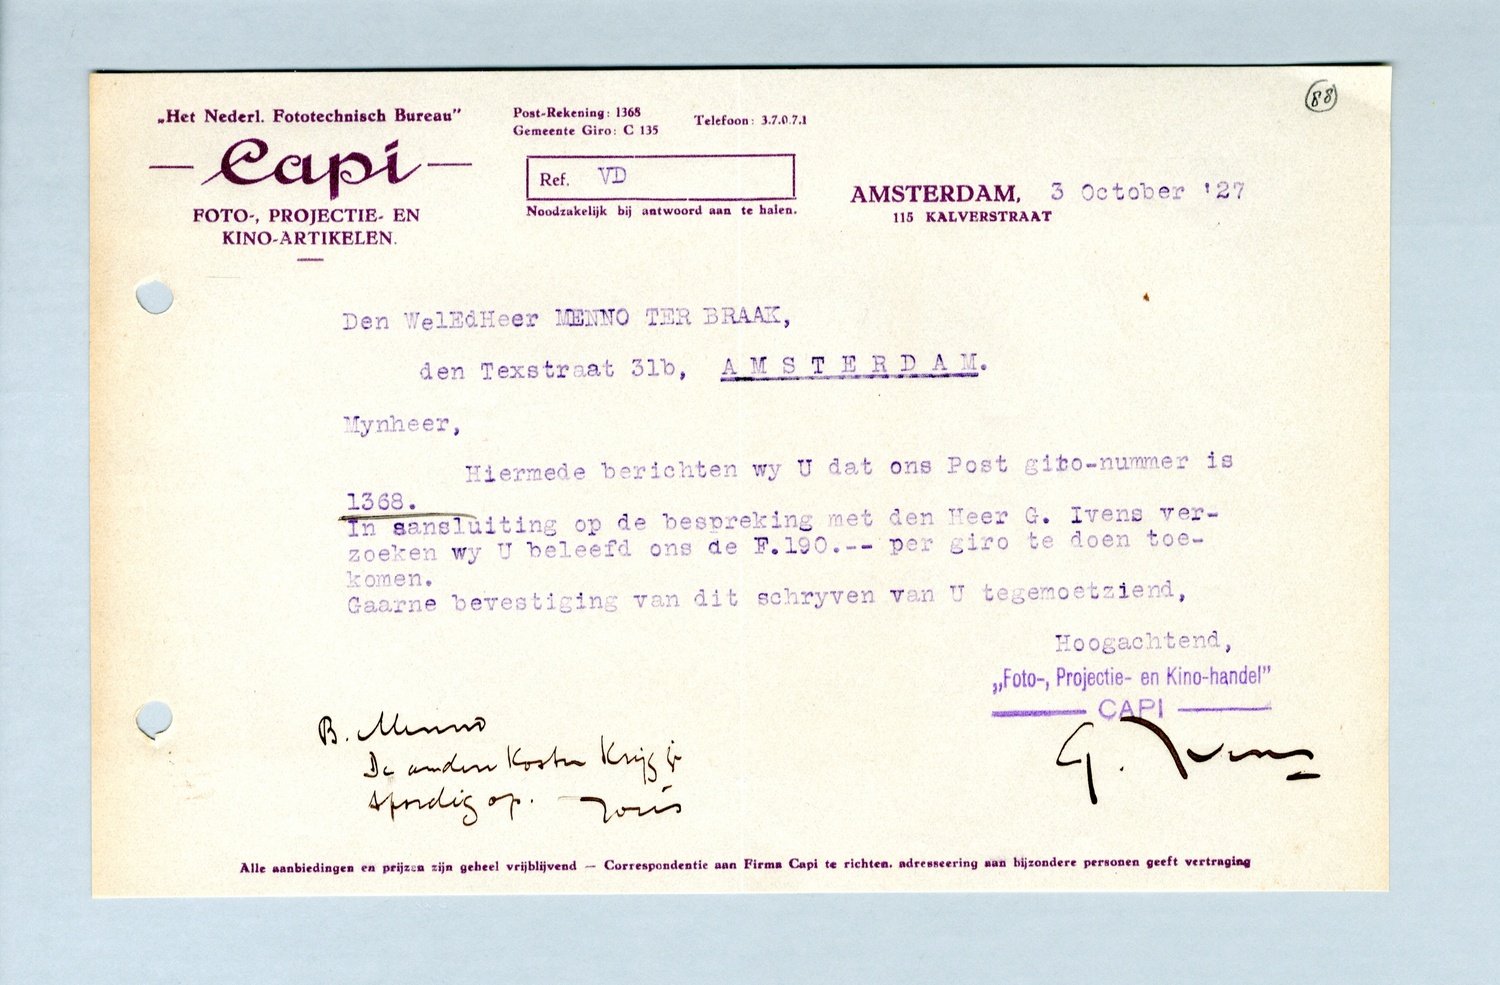 „Het Nederl. Fototechnisch Bureau”
Capi
FOTO-, PROJECTIE- EN
KINO-ARTIKELEN.
Post-Rekening: 1368
Gemeente Giro: C 135
Telefoon: 3.7.0.7.1
Ref. VD
Noodzakelijk bij antwoord aan te halen.
88
AMSTERDAM, 3 October '27
115 KALVERSTRAAT
Den WelEdHeer MENNO TER BRAAK,
den Texstraat 31b, A M S T E R D A M.
Mynheer,
Hiermede berichten wy U dat ons Post giro-nummer is
1368.
In aansluiting op de bespreking met den Heer G. Ivens ver-
zoeken wy U beleefd ons de F.190.-- per giro te doen toe-
komen.
Gaarne bevestiging van dit schryven van U tegemoetziend,
Hoogachtend,
„Foto-, Projectie- en Kino-handel”
CAPI
G. Ivens
B. Menno
De andere kosten krijg je
spoedig op. Joris
Alle aanbiedingen en prijzen zijn geheel vrijblijvend — Correspondentie aan Firma Capi te richten. adresseering aan bijzondere personen geeft vertraging